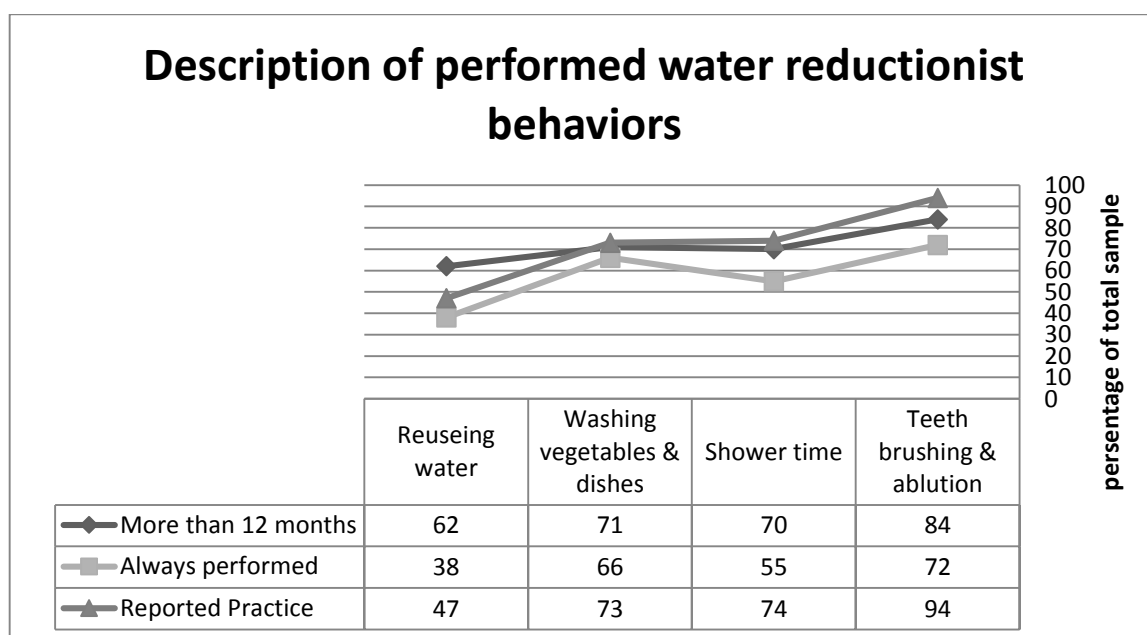 Description of performed water reductionist
behaviors
100
90
80
70
60
50
40
30
20
10
0
persentage of total sample
Reuseing
water
Washing
vegetables &
dishes
Shower time
Teeth
brushing &
ablution
More than 12 months 62 71 70 84
Always performed 38 66 55 72
Reported Practice 47 73 74 94